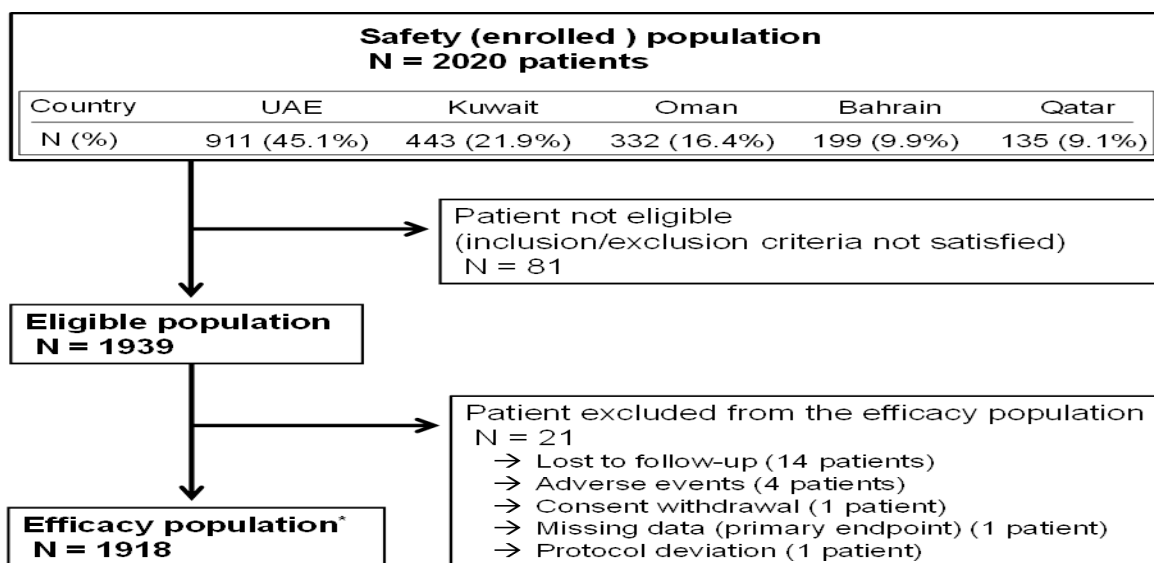 Safety (enrolled ) population
N = 2020 patients
Country UAE Kuwait Oman Bahrain Qatar
N (%) 911 (45.1%) 443 (21.9%) 332 (16.4%) 199 (9.9%) 135 (9.1%)
Patient not eligible
(inclusion/exclusion criteria not satisfied)
N = 81
Eligible population
N = 1939
Patient excluded from the efficacy population
N = 21
→ Lost to follow-up (14 patients)
→ Adverse events (4 patients)
→ Consent withdrawal (1 patient)
→ Missing data (primary endpoint) (1 patient)
→ Protocol deviation (1 patient)
Efficacy population*
N = 1918